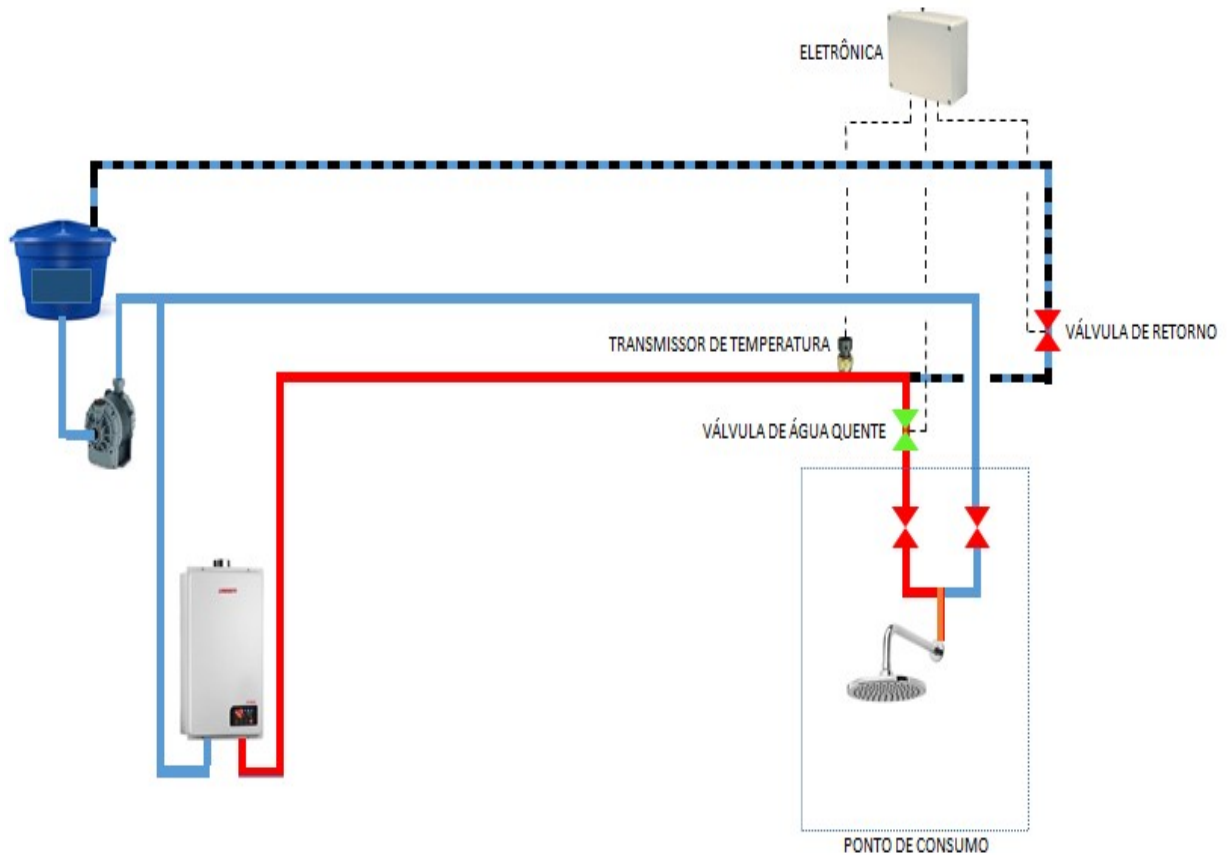 ELETRÔNICA
TRANSMISSOR DE TEMPERATURA
VÁLVULA DE RETORNO
VÁLVULA DE ÁGUA QUENTE
PONTO DE CONSUMO